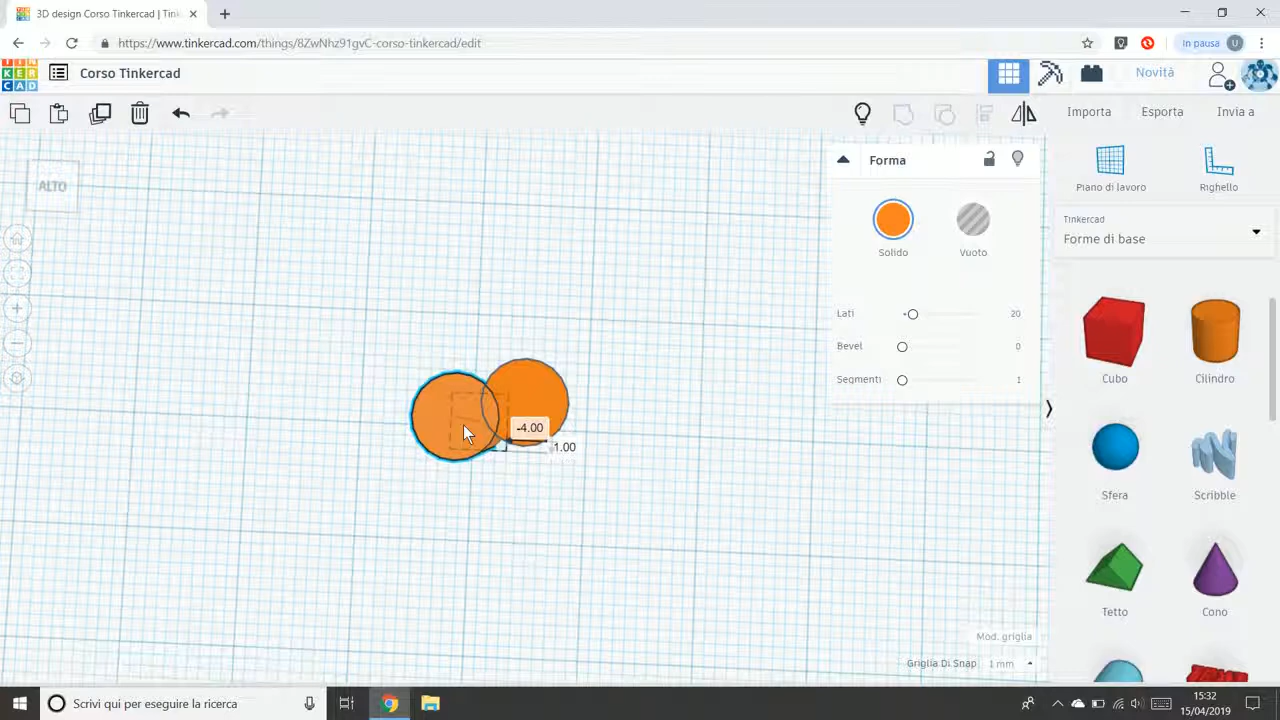 3D design Corso Tinkercad | Tink
https://www.tinkercad.com/things/8ZwNhz91gvC-corso-tinkercad/edit
In pausa
U
TIN
KER
CAD
Corso Tinkercad
Novità
Importa
Esporta
Invia a
ALTO
Forma
Solido
Vuoto
Lati
20
Bevel
0
Segmenti
1
Piano di lavoro
Righello
Tinkercad
Forme di base
Cubo
Cilindro
Sfera
Scribble
Tetto
Cono
-4.00
1.00
Mod. griglia
Griglia Di Snap
1 mm
Scrivi qui per eseguire la ricerca
15:32
15/04/2019